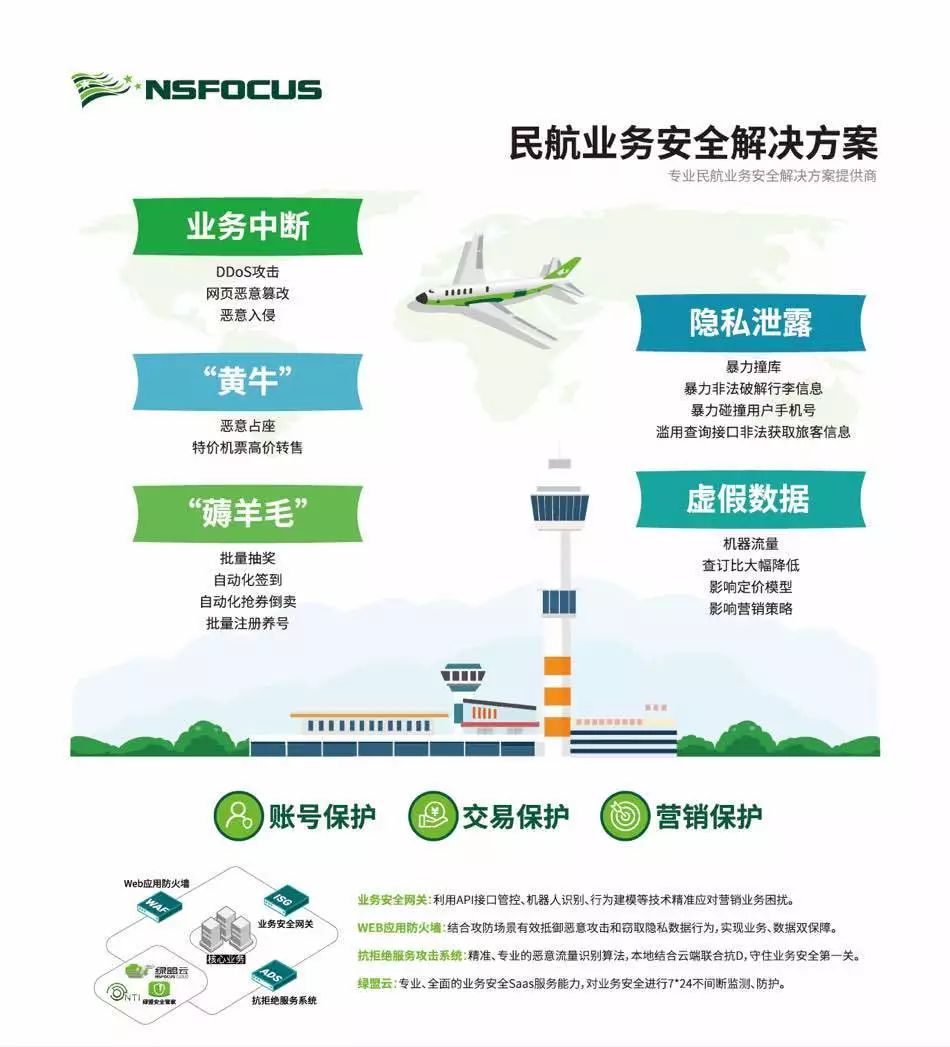 NSFOCUS
民航业务安全解决方案
专业民航业务安全解决方案提供商
业务中断
DDoS攻击
网页恶意篡改
恶意入侵
“黄牛”
恶意占座
特价机票高价转售
“薅羊毛”
批量抽奖
自动化签到
自动化抢券倒卖
批量注册养号
隐私泄露
暴力撞库
暴力非法破解行李信息
暴力碰撞用户手机号
滥用查询接口非法获取旅客信息
虚假数据
机器流量
查订比大幅降低
影响定价模型
影响营销策略
账号保护
交易保护
营销保护
Web应用防火墙
WAF
ISG
业务安全网关
核心业务
绿盟云
NSFOCUS CLOUD
NTI
绿盟安全管家
ADS
抗拒绝服务系统
业务安全网关:利用API接口管控、机器人识别、行为建模等技术精准应对营销业务困扰。
WEB应用防火墙:结合攻防场景有效抵御恶意攻击和窃取隐私数据行为,实现业务、数据双保障。
抗拒绝服务攻击系统:精准、专业的恶意流量识别算法,本地结合云端联合抗D,守住业务安全第一关。
绿盟云:专业、全面的业务安全Saas服务能力,对业务安全进行7*24不间断监测、防护。